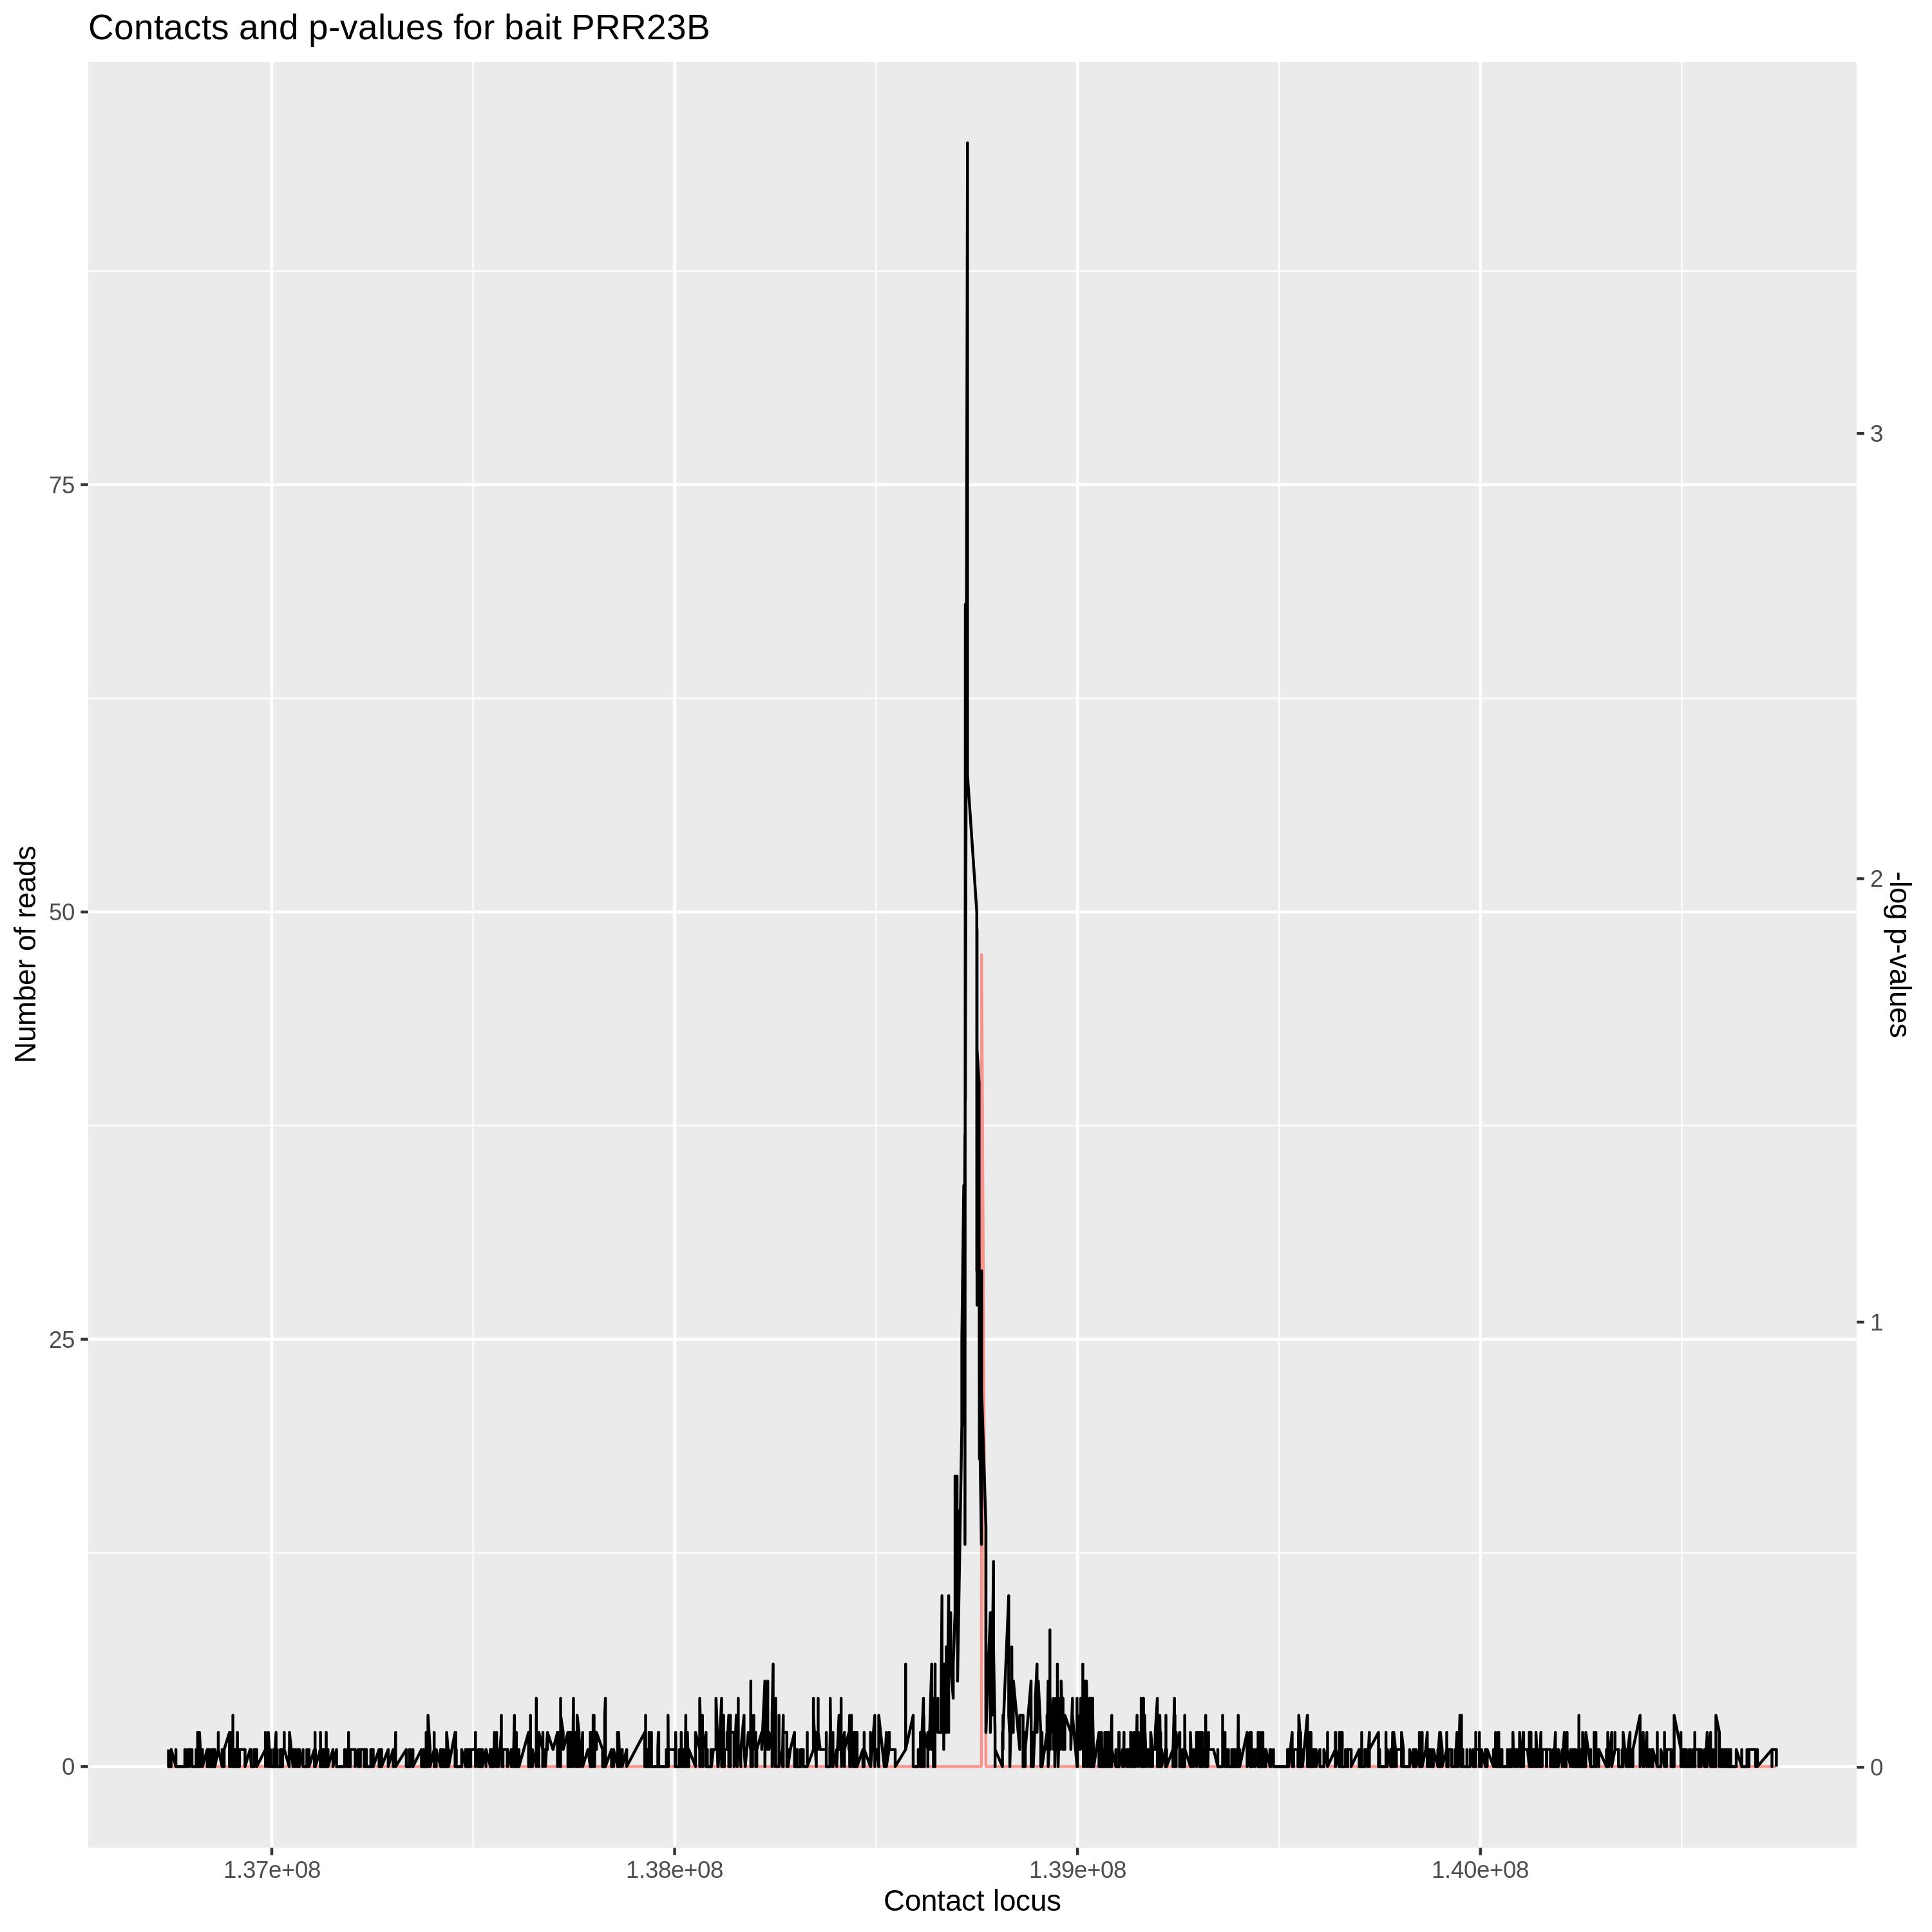 Contacts and p-values for bait PRR23B
Number of reads
75
50
25
0
3
2
1
0
-log p-values
1.37e+08 1.38e+08 1.39e+08 1.40e+08
Contact locus